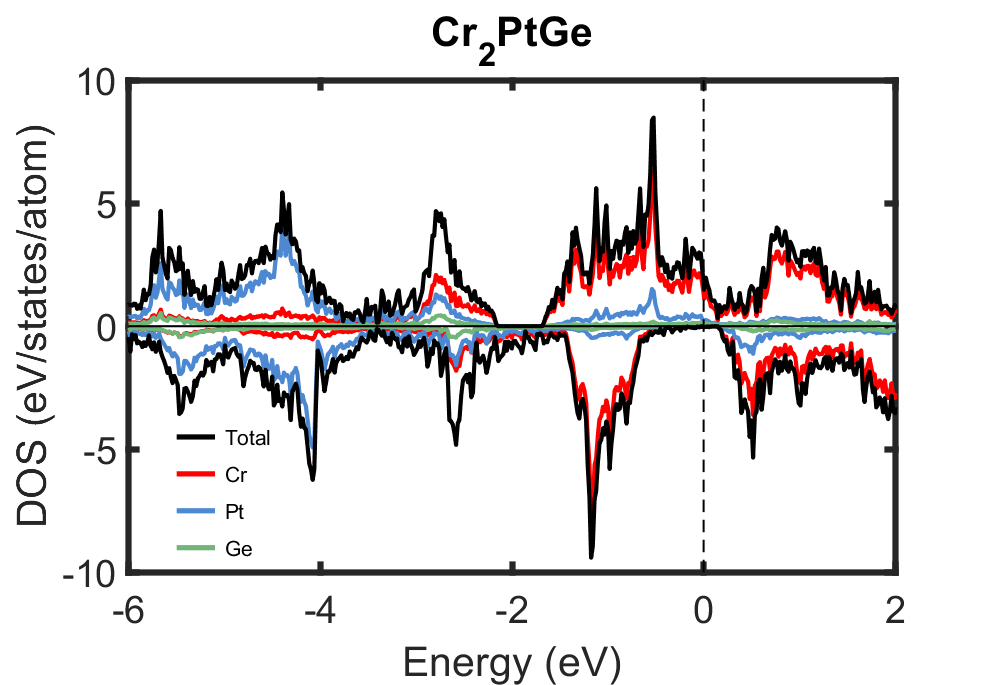 Cr2PtGe
10
5
0
-5
-10
DOS (eV/states/atom)
Total
Cr
Pt
Ge
-6 -4 -2 0 2
Energy (eV)